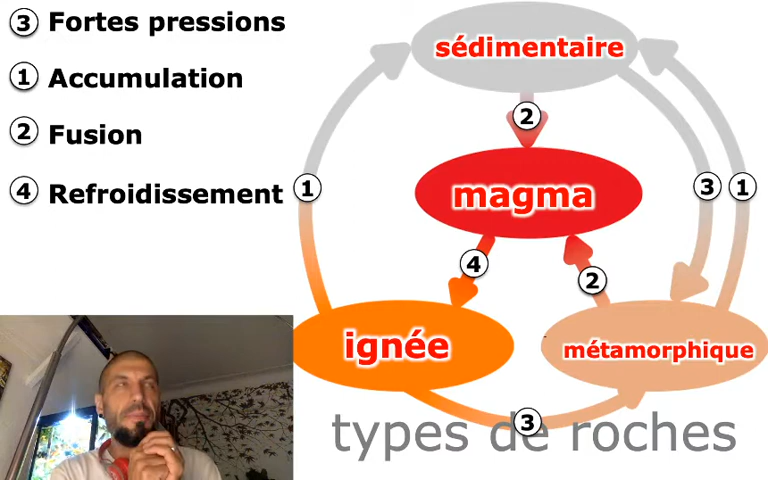 ③ Fortes pressions
① Accumulation
② Fusion
④ Refroidissement
sédimentaire
2
magma
1
3
1
4
2
ignée
métamorphique
3
types de roches